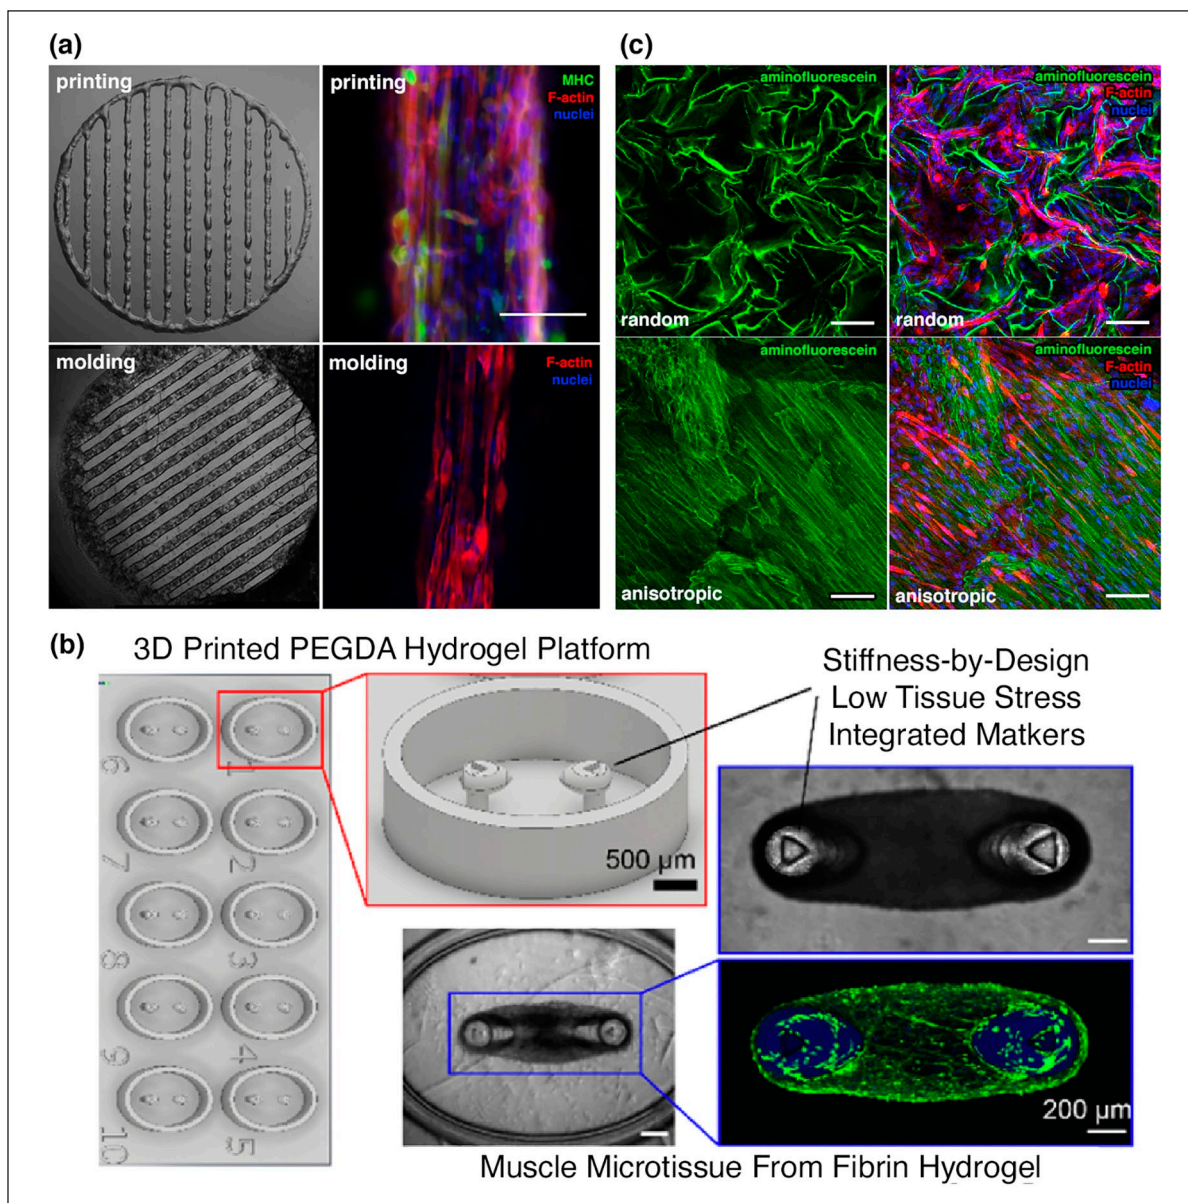 (a)
printing
printing
MHC
F-actin
nuclei
molding
molding
F-actin
nuclei
(c)
aminofluorescein
random
aminofluorescein
F-actin
nuclei
random
aminofluorescein
anisotropic
aminofluorescein
F-actin
nuclei
anisotropic
(b)
3D Printed PEGDA Hydrogel Platform
6
1
7
2
8
3
9
4
10
5
500 µm
Stiffness-by-Design
Low Tissue Stress
Integrated Matkers
200 µm
Muscle Microtissue From Fibrin Hydrogel